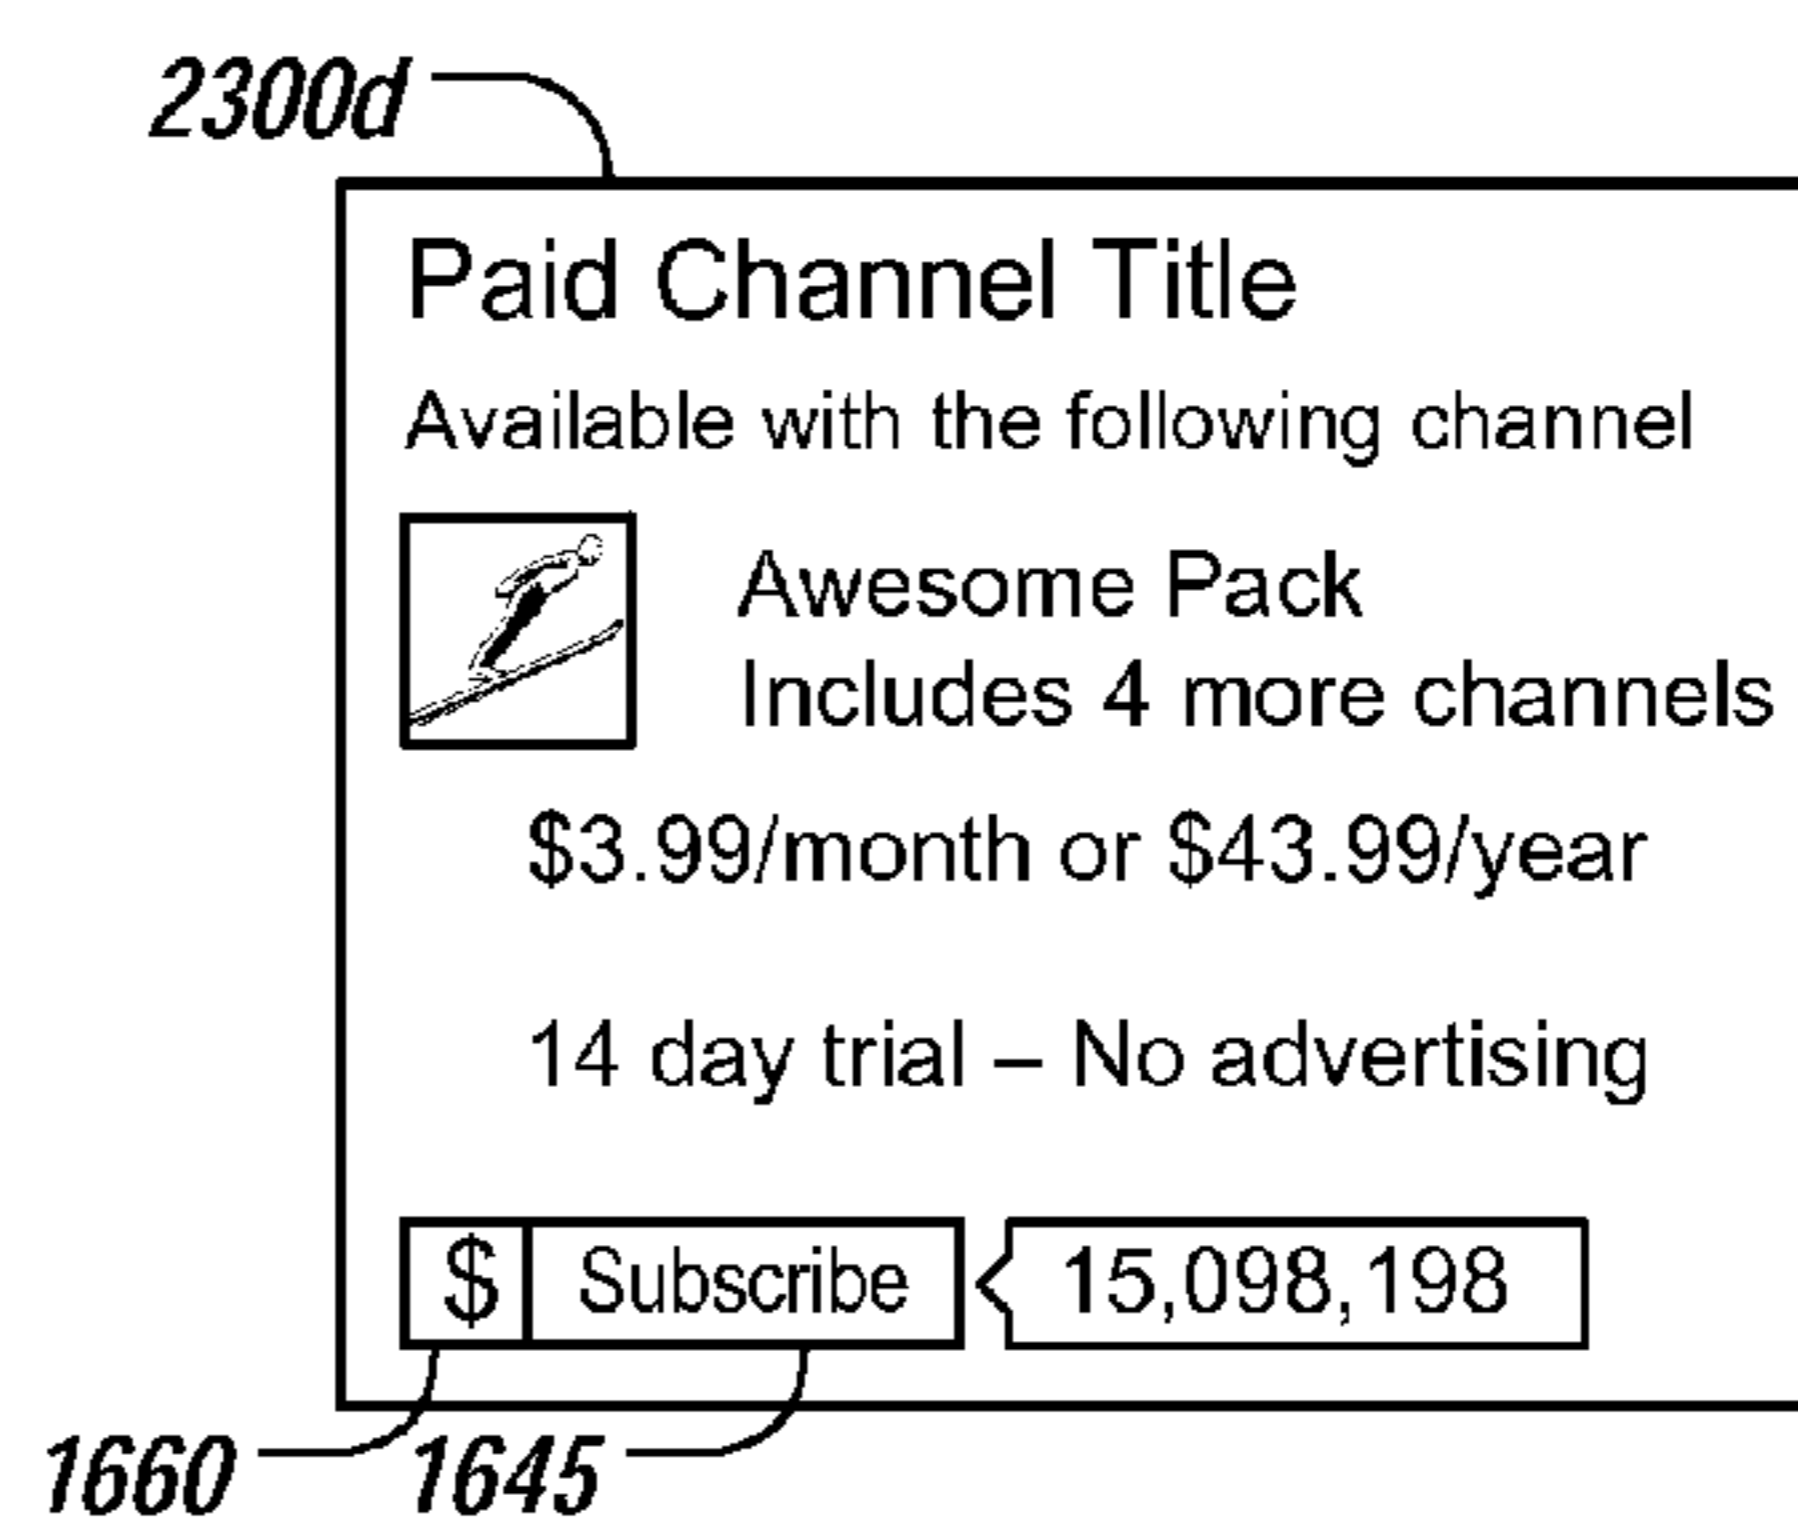 2300d
Paid Channel Title
Available with the following channel
Awesome Pack
Includes 4 more channels
$3.99/month or $43.99/year
14 day trial – No advertising
$ Subscribe 15,098,198
1660 1645